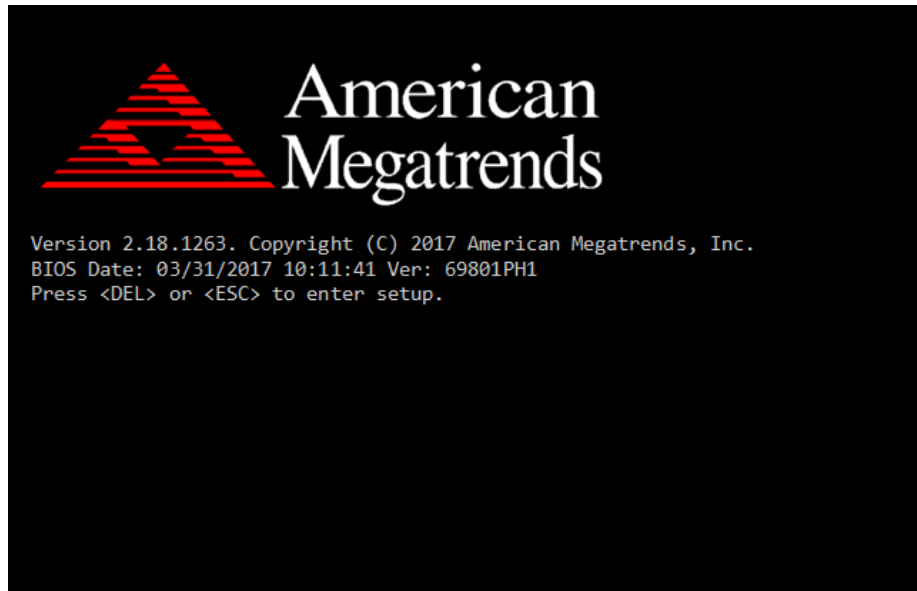 American
Megatrends
Version 2.18.1263. Copyright (C) 2017 American Megatrends, Inc.
BIOS Date: 03/31/2017 10:11:41 Ver: 69801PH1
Press <DEL> or <ESC> to enter setup.